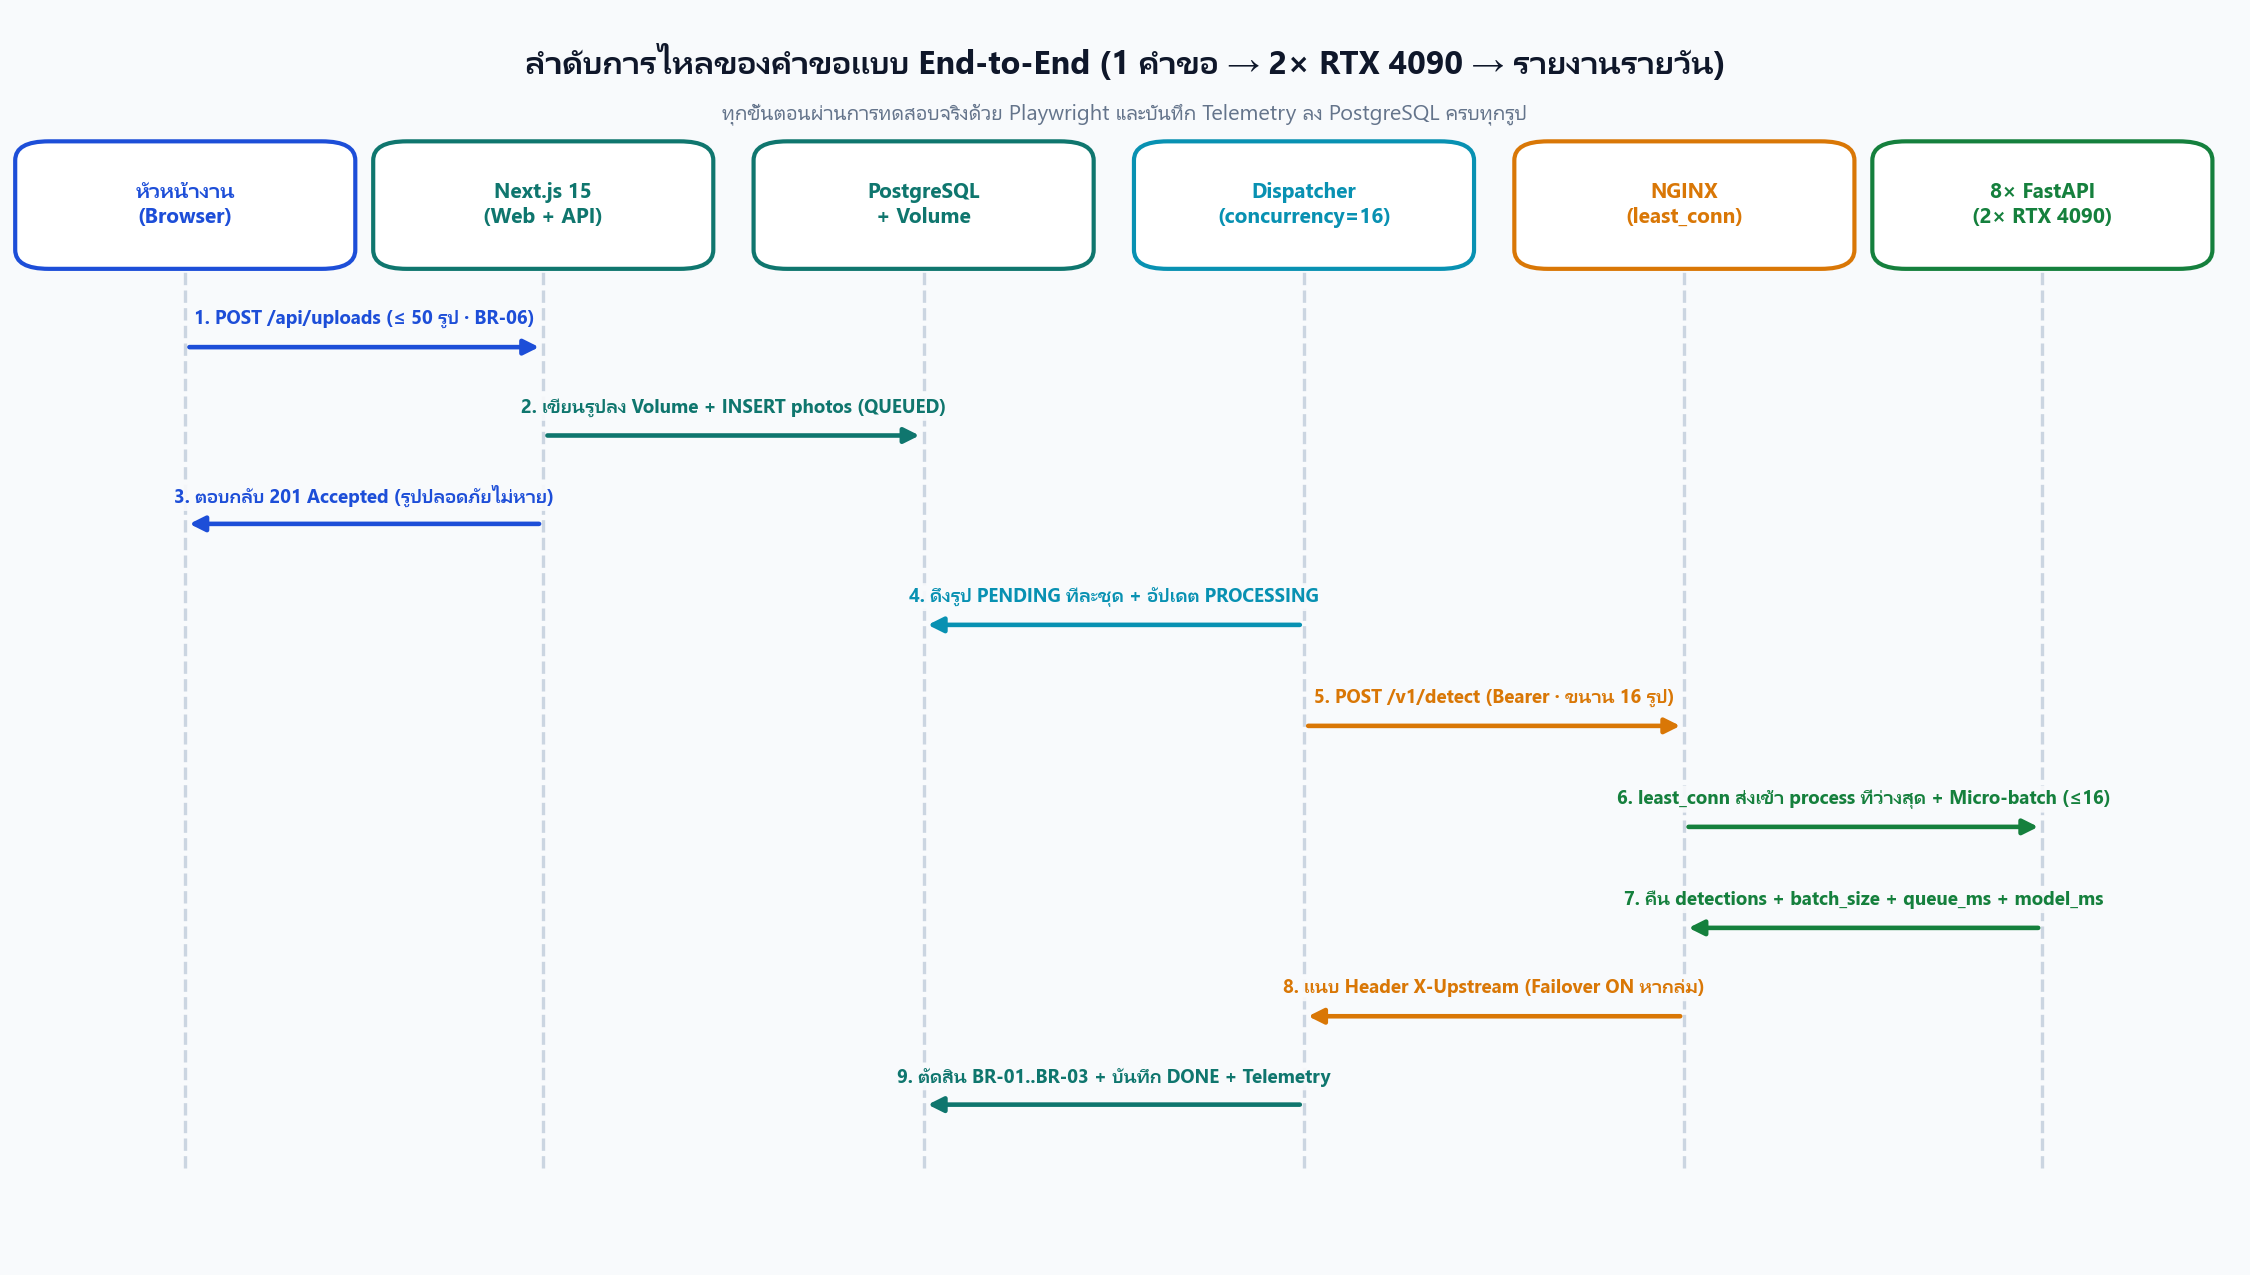 ลำดับการไหลของคำขอแบบ End-to-End (1 คำขอ → 2× RTX 4090 → รายงานรายวัน)
ทุกขั้นตอนผ่านการทดสอบจริงด้วย Playwright และบันทึก Telemetry ลง PostgreSQL ครบทุกรูป
หัวหน้างาน
(Browser)
Next.js 15
(Web + API)
PostgreSQL
+ Volume
Dispatcher
(concurrency=16)
NGINX
(least_conn)
8× FastAPI
(2× RTX 4090)
1. POST /api/uploads (≤ 50 รูป · BR-06)
2. เขียนรูปลง Volume + INSERT photos (QUEUED)
3. ตอบกลับ 201 Accepted (รูปปลอดภัยไม่หาย)
4. ดึงรูป PENDING ทีละชุด + อัปเดต PROCESSING
5. POST /v1/detect (Bearer · ขนาน 16 รูป)
6. least_conn ส่งเข้า process ที่ว่างสุด + Micro-batch (≤16)
7. คืน detections + batch_size + queue_ms + model_ms
8. แนบ Header X-Upstream (Failover ON หากล่ม)
9. ตัดสิน BR-01..BR-03 + บันทึก DONE + Telemetry